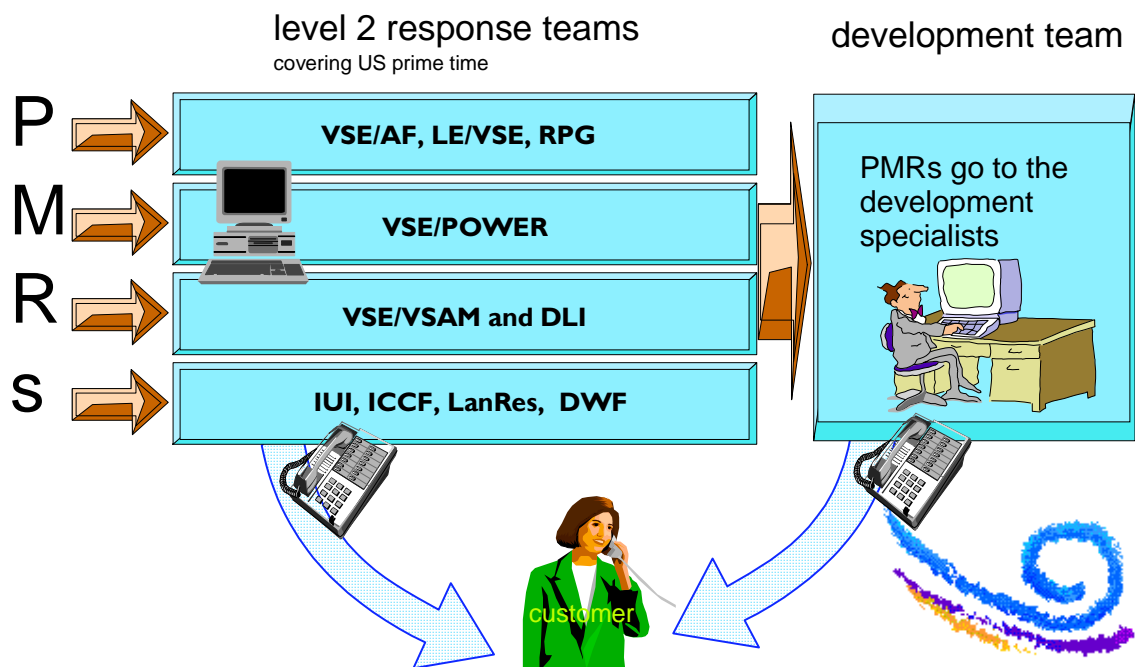 level 2 response teams
covering US prime time
development team
P
M
R
s
VSE/AF, LE/VSE, RPG
VSE/POWER
VSE/VSAM and DLI
IUI, ICCF, LanRes, DWF
PMRs go to the
development
specialists
customer